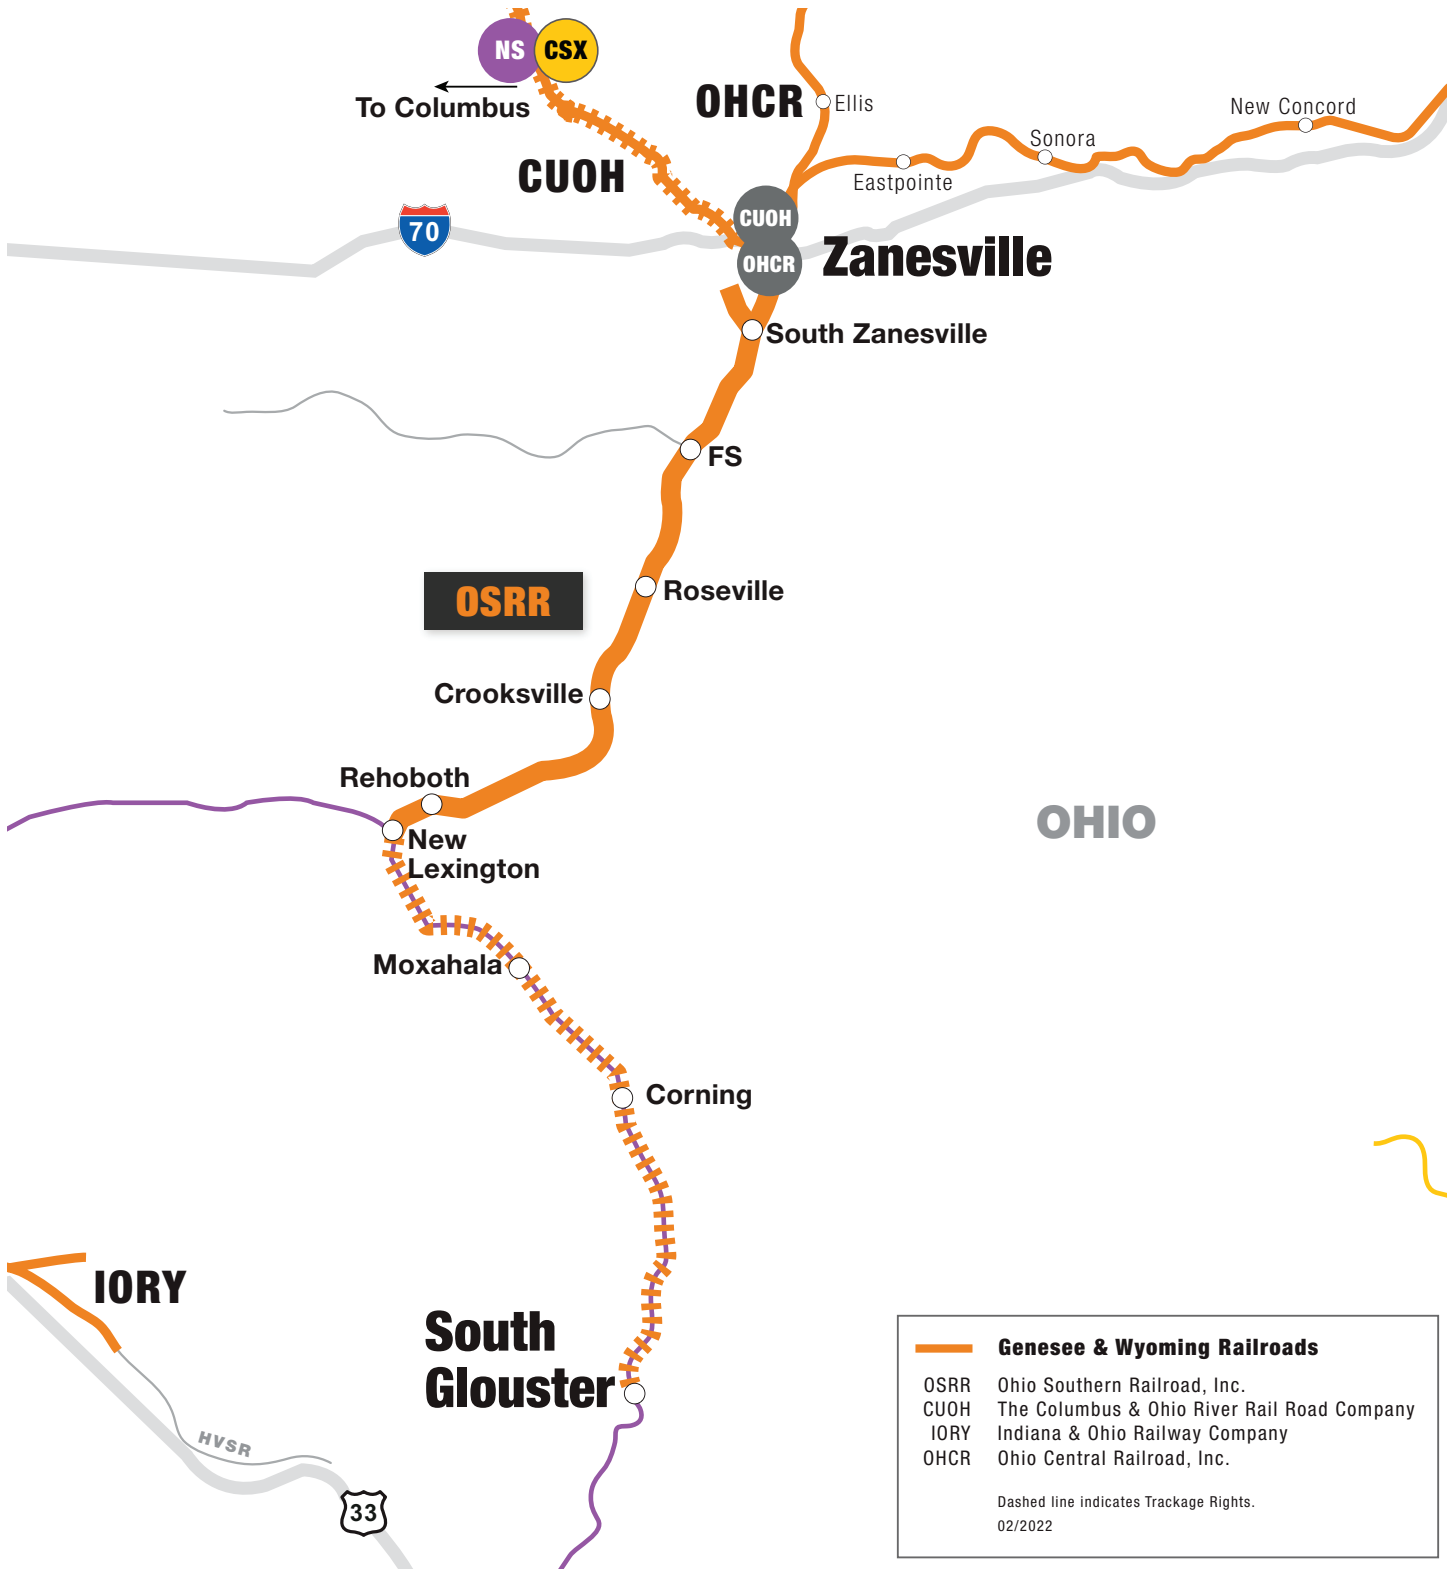 NS
CSX
To Columbus
OHCR
Ellis
New Concord
Sonora
CUOH
Eastpointe
CUOH
70
OHCR
Zanesville
South Zanesville
FS
OSRR
Roseville
Crooksville
Rehoboth
OHIO
New
Lexington
Moxahala
Corning
IORY
South
Glouster
HVSR
33
Genesee & Wyoming Railroads
OSRR Ohio Southern Railroad, Inc.
CUOH The Columbus & Ohio River Rail Road Company
IORY Indiana & Ohio Railway Company
OHCR Ohio Central Railroad, Inc.
Dashed line indicates Trackage Rights.
02/2022